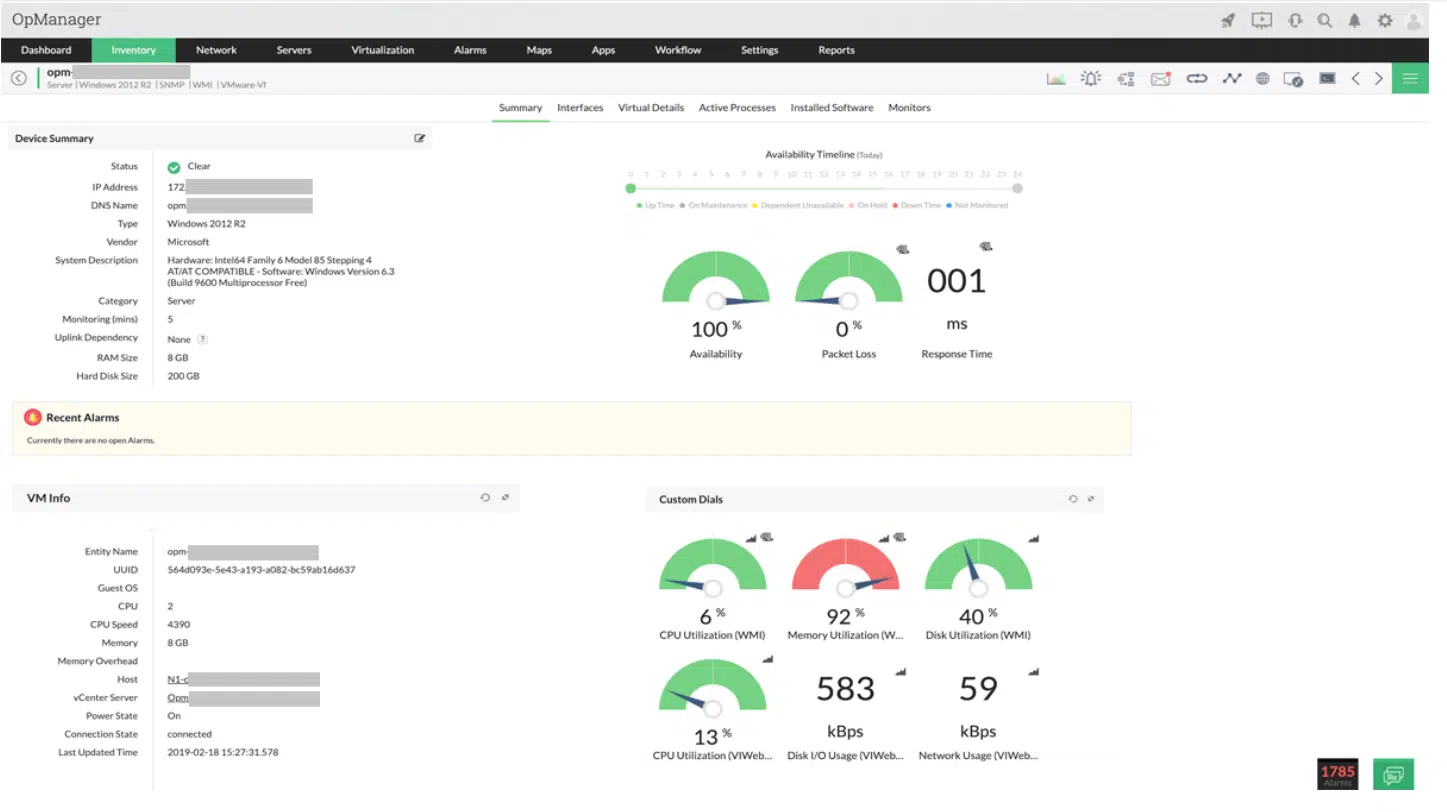 OpManager
Dashboard Inventory Network Servers Virtualization Alarms Maps Apps Workflow Settings Reports
opm-
Server | Windows 2012 R2 | SNMP | WMI | VMware-VM
Summary Interfaces Virtual Details Active Processes Installed Software Monitors
Device Summary
Status Clear
IP Address 172.
DNS Name opm
Type Windows 2012 R2
Vendor Microsoft
System Description Hardware: Intel64 Family 6 Model 85 Stepping 4
AT/AT COMPATIBLE - Software: Windows Version 6.3
(Build 9600 Multiprocessor Free)
Category Server
Monitoring (mins) 5
Uplink Dependency None ?
RAM Size 8 GB
Hard Disk Size 200 GB
Availability Timeline (Today)
0 1 2 3 4 5 6 7 8 9 10 11 12 13 14 15 16 17 18 19 20 21 22 23 24
Up Time On Maintenance Dependent Unavailable On Hold Down Time Not Monitored
100 % 0 % 001 ms
Availability Packet Loss Response Time
Recent Alarms
Currently there are no open Alarms.
VM Info
Entity Name opm-
UUID 564d093e-5e43-a193-a082-bc59ab16d637
Guest OS
CPU 2
CPU Speed 4390
Memory 8 GB
Memory Overhead
Host N1-c
vCenter Server Opm
Power State On
Connection State connected
Last Updated Time 2019-02-18 15:27:31.578
Custom Dials
6 % 92 % 40 %
CPU Utilization (WMI) Memory Utilization (W... Disk Utilization (WMI)
13 % 583 kBps 59 kBps
CPU Utilization (VIWeb... Disk I/O Usage (VIWeb... Network Usage (VIWeb...
1785
Alarms